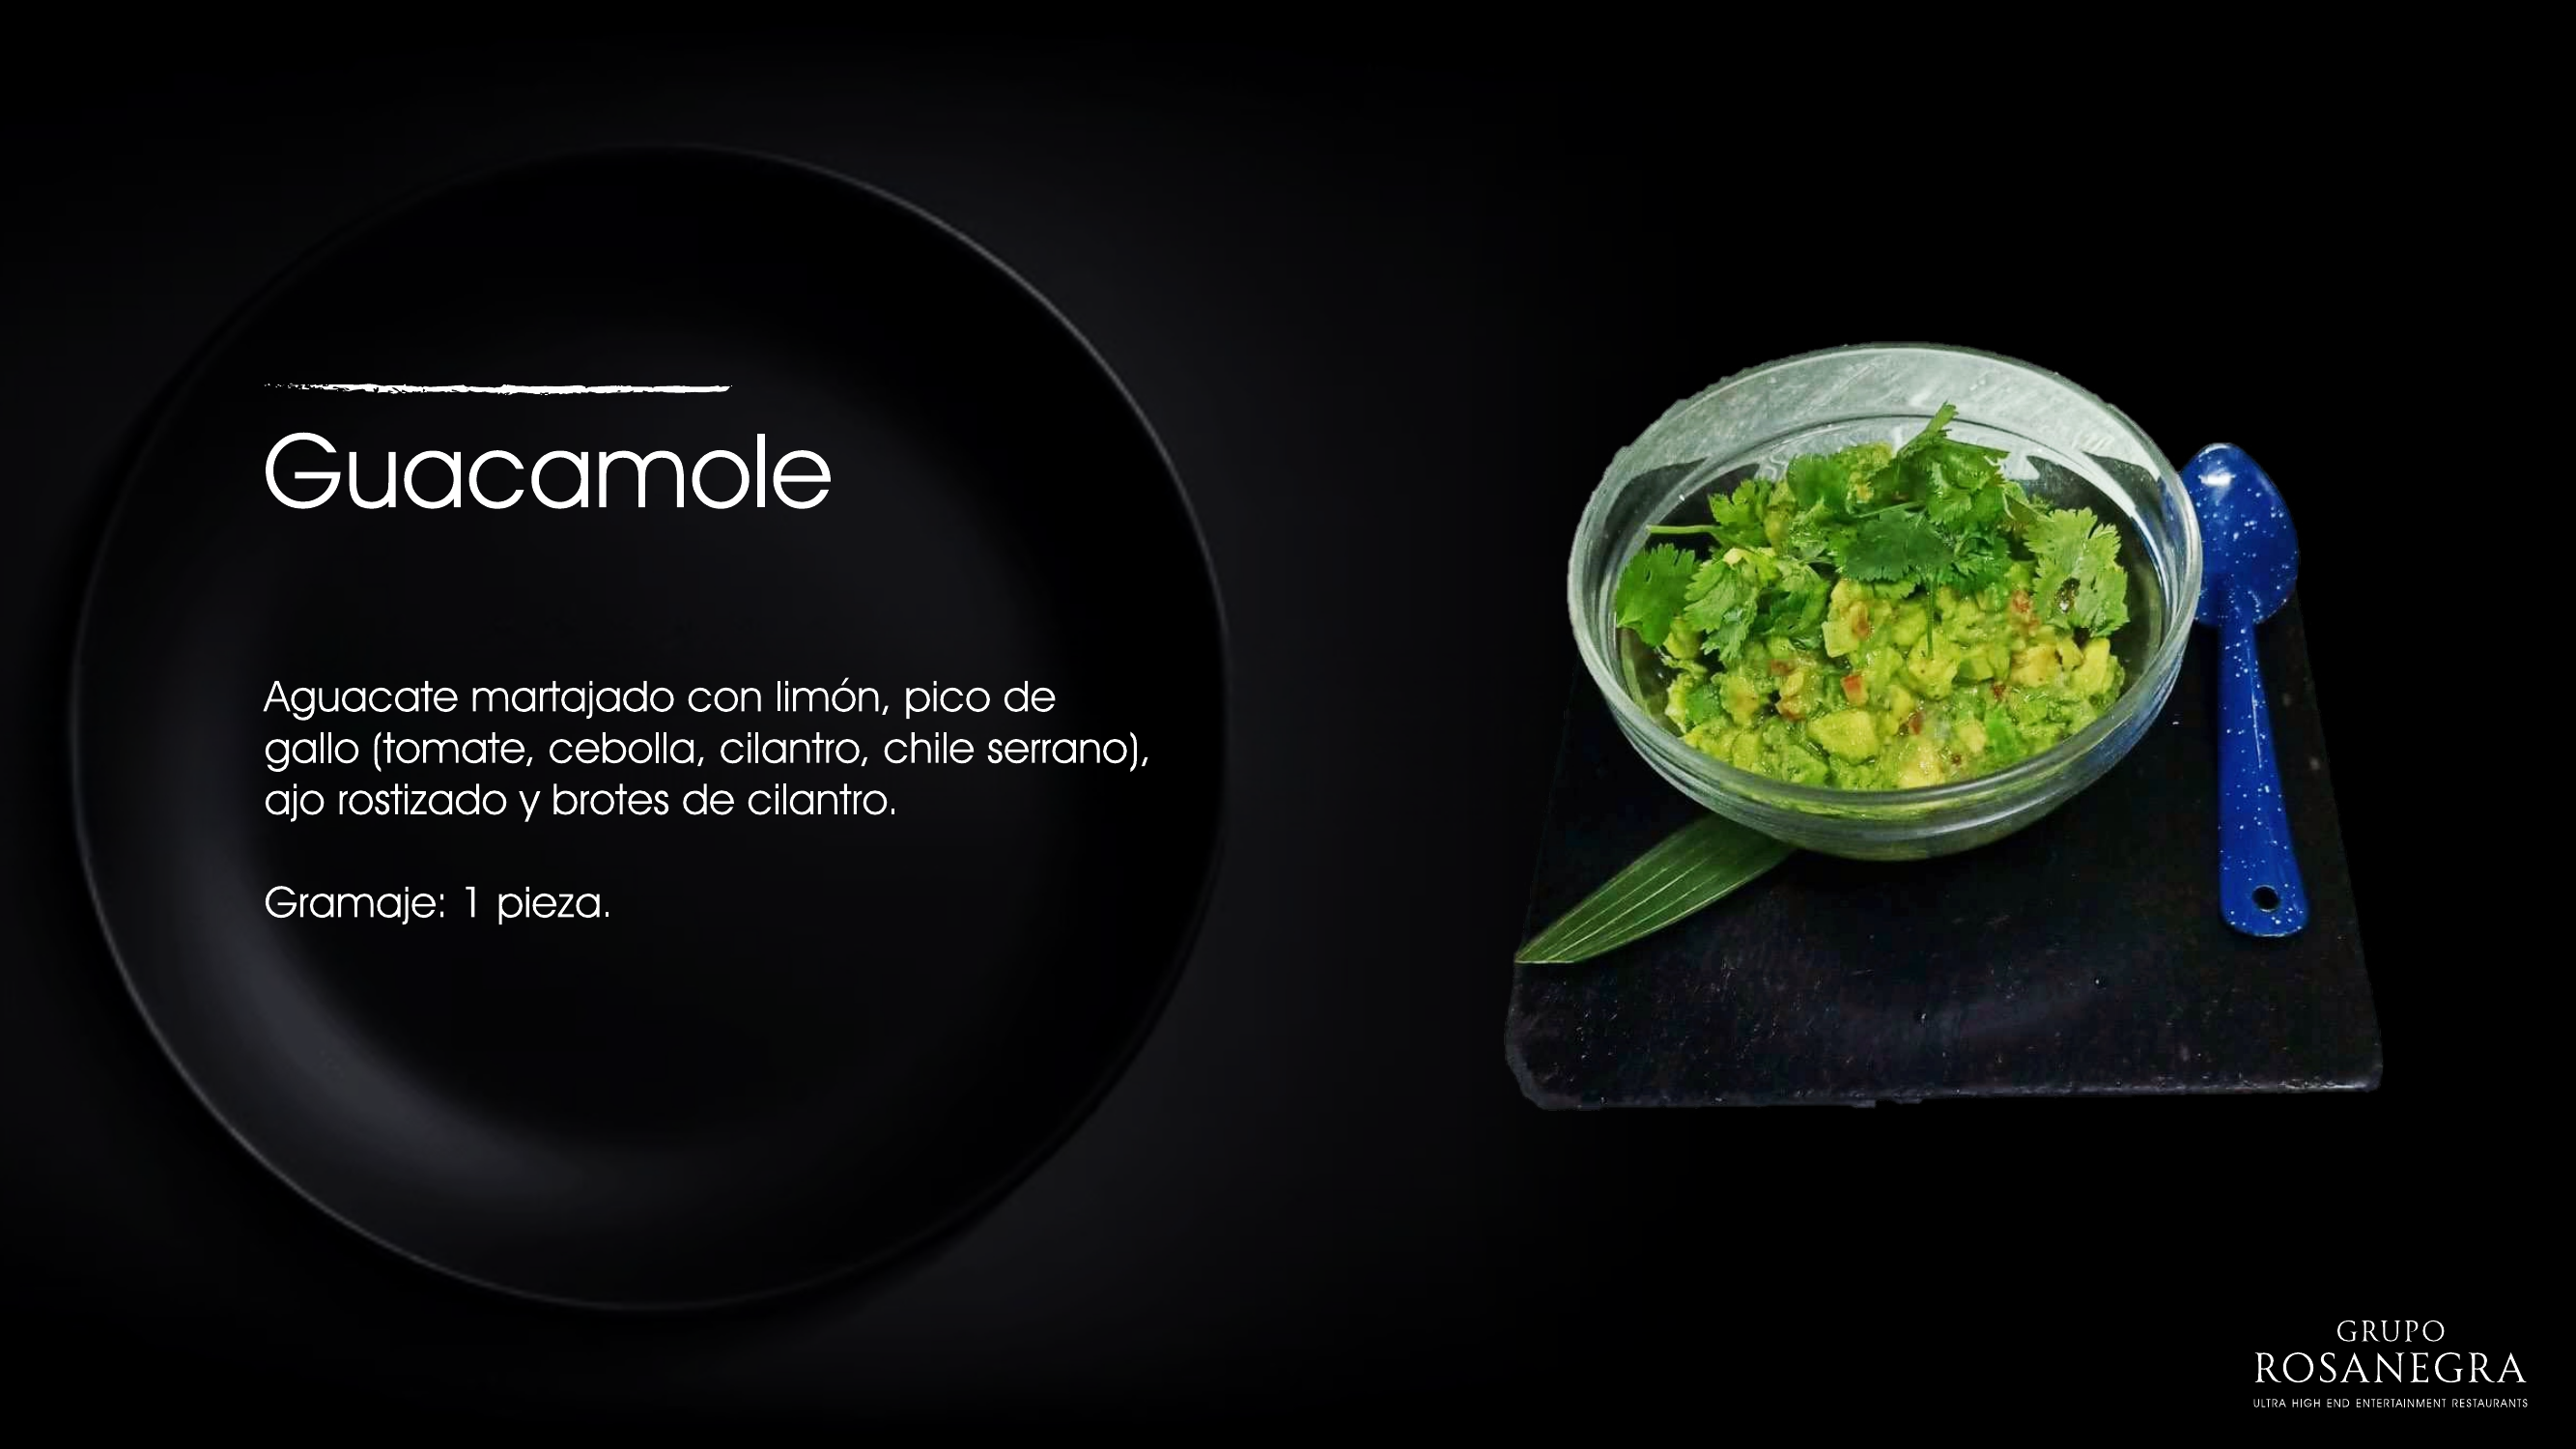 Guacamole
Aguacate martajado con limón, pico de
gallo (tomate, cebolla, cilantro, chile serrano),
ajo rostizado y brotes de cilantro.
Gramaje: 1 pieza.
GRUPO
ROSANEGRA
ULTRA HIGH END ENTERTAINMENT RESTAURANTS